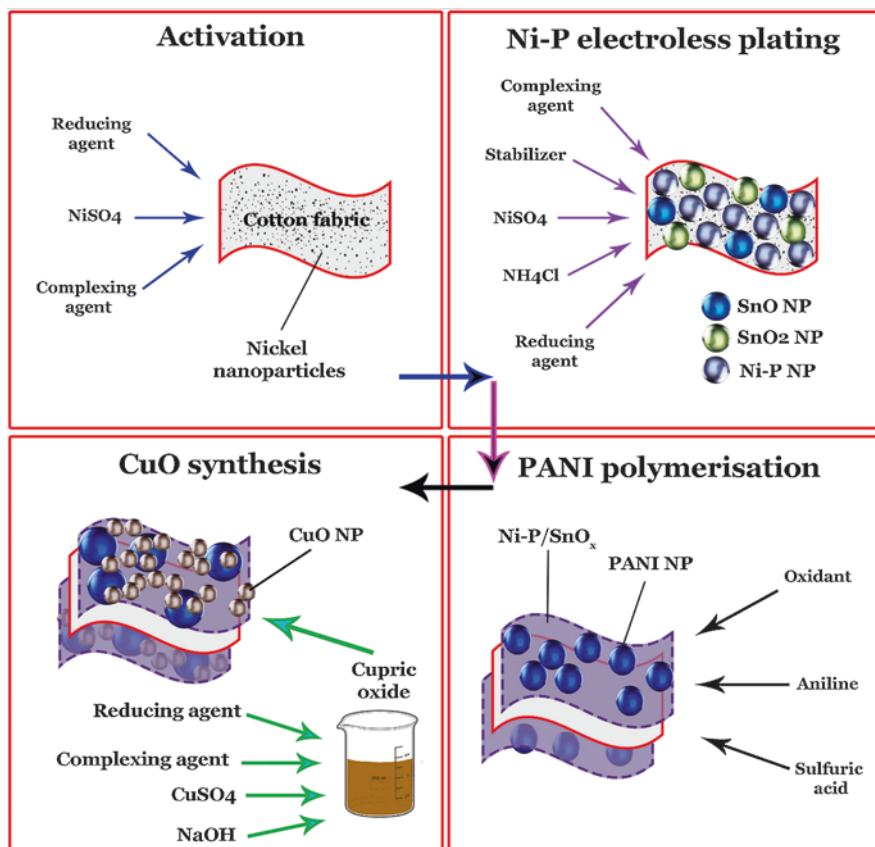 Activation
Reducing
agent
NiSO4
Complexing
agent
Cotton fabric
Nickel
nanoparticles
Ni-P electroless plating
Complexing
agent
Stabilizer
NiSO4
NH4Cl
Reducing
agent
SnO NP
SnO2 NP
Ni-P NP
CuO synthesis
CuO NP
Cupric
oxide
Reducing agent
Complexing agent
CuSO4
NaOH
PANI polymerisation
Ni-P/SnOx
PANI NP
Oxidant
Aniline
Sulfuric
acid